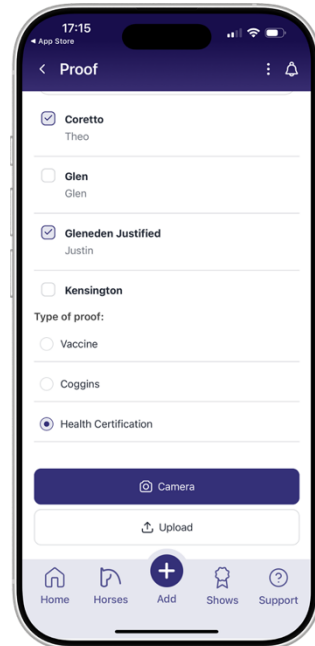 17:15
App Store
Proof
Coretto
Theo
Glen
Glen
Gleneden Justified
Justin
Kensington
Type of proof:
Vaccine
Coggins
Health Certification
Camera
Upload
Home Horses Add Shows Support